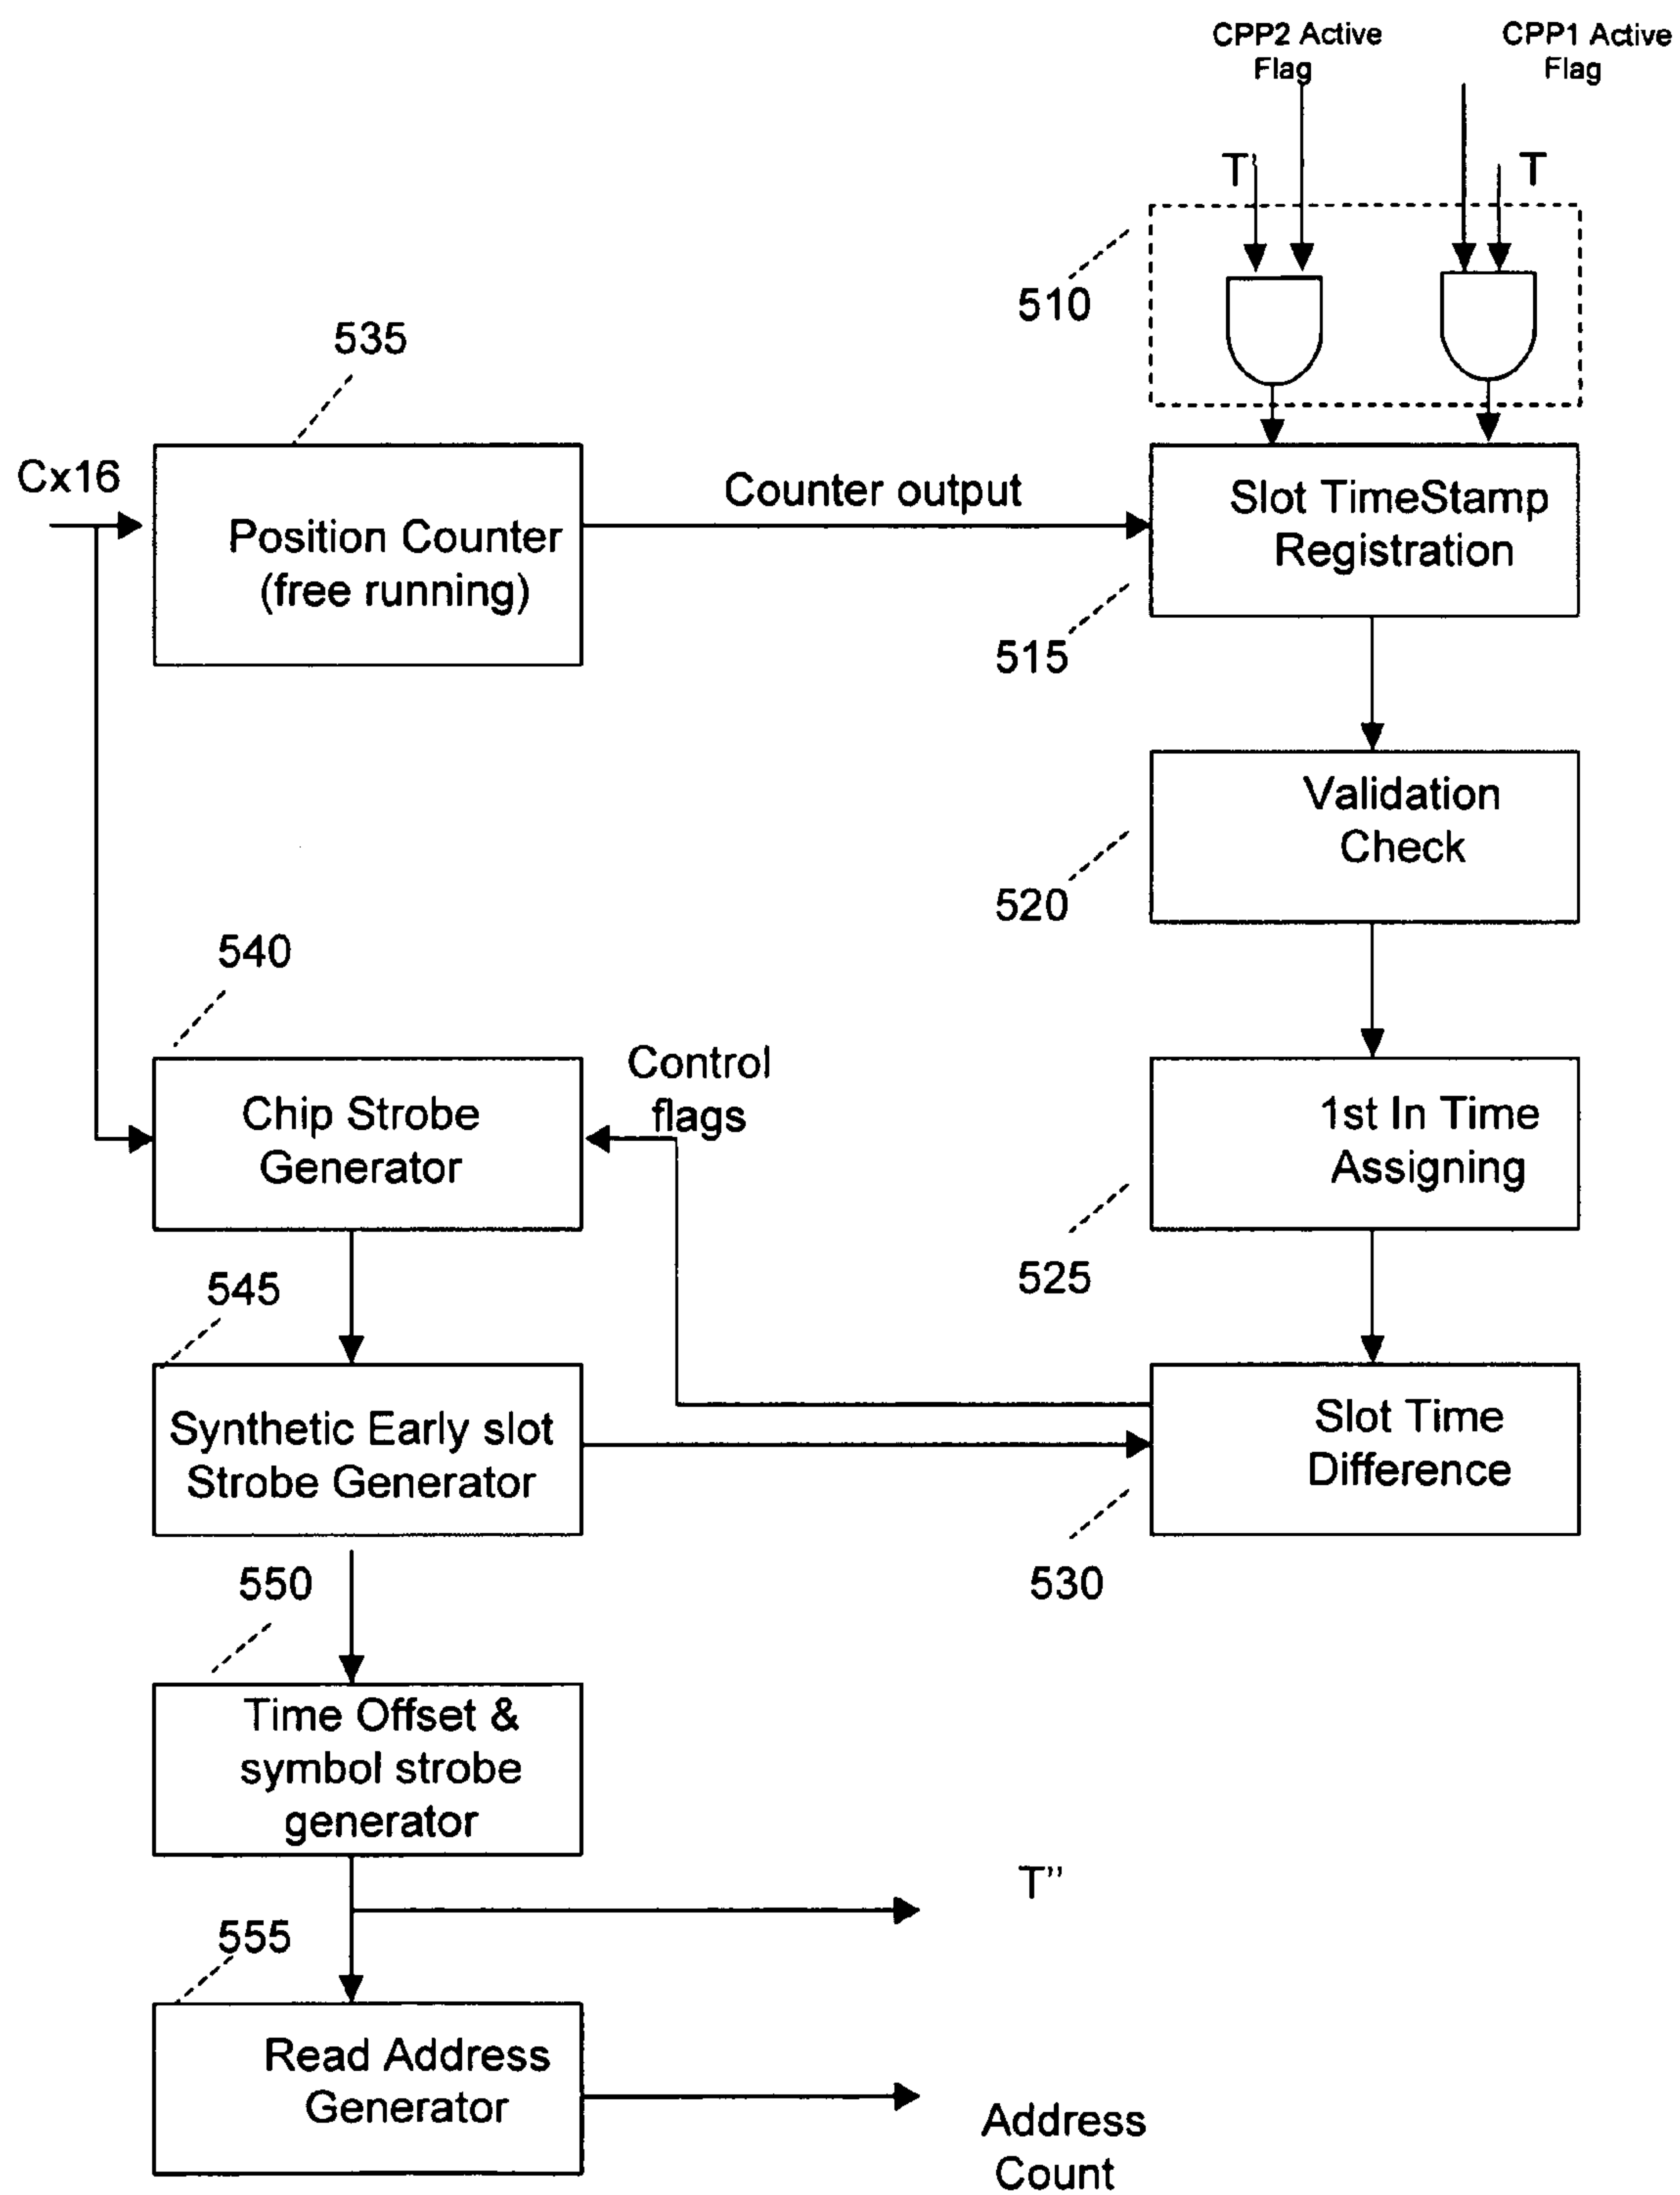 CPP2 Active
Flag
CPP1 Active
Flag
T
T
510
535
Cx16
Position Counter
(free running)
Counter output
Slot TimeStamp
Registration
515
Validation
Check
520
540
Chip Strobe
Generator
Control
flags
1st In Time
Assigning
525
545
Synthetic Early slot
Strobe Generator
Slot Time
Difference
530
550
Time Offset &
symbol strobe
generator
T''
555
Read Address
Generator
Address
Count